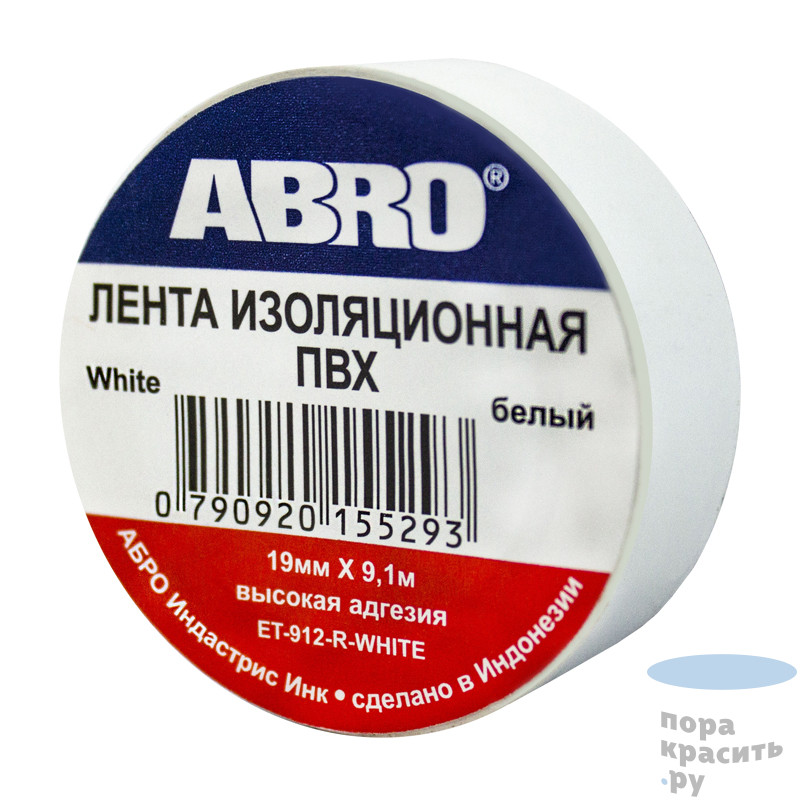 ABRO®
ЛЕНТА ИЗОЛЯЦИОННАЯ
ПВХ
White
белый
0 790920 155293
19мм X 9,1м
высокая адгезия
ET-912-R-WHITE
АБРО Индастрис Инк • сделано в Индонезии
пора
красить
.ру